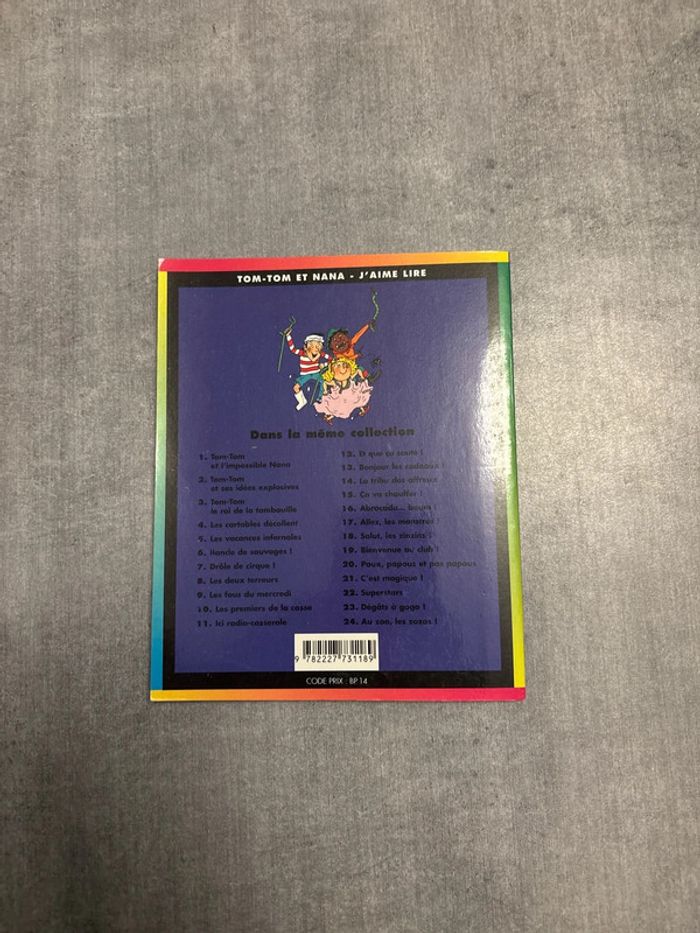 TOM-TOM ET NANA - J'AIME LIRE
Dans la même collection
1. Tom-Tom
et l'impossible Nana
2. Tom-Tom
et ses idées explosives
3. Tom-Tom
le roi de la tambouille
4. Les cartables décollent
5. Les vacances infernales
6. Bande de sauvages !
7. Drôle de cirque !
8. Les deux terreurs
9. Les fous du mercredi
10. Les premiers de la casse
11. Ici radio-casserole
12. Et que ça saute !
13. Bonjour les cadeaux !
14. La tribu des affreux
15. Ça va chauffer !
16. Abracada... boum !
17. Allez, les monstres !
18. Salut, les zinzins !
19. Bienvenue au club !
20. Poux, papous et pas papous
21. C'est magique !
22. Superstars
23. Dégâts à gogo !
24. Au zoo, les zozos !
9 782227 731189
CODE PRIX : BP 14